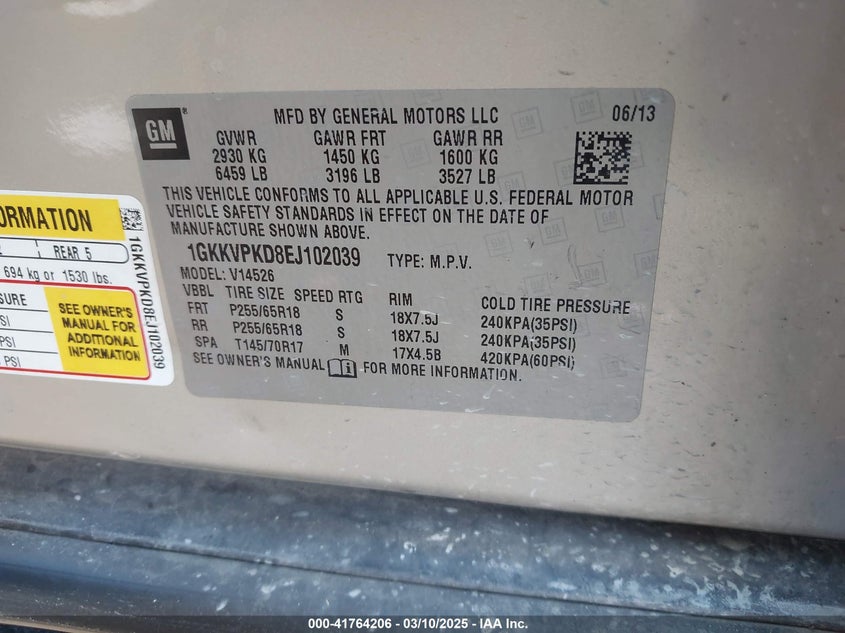 GM
®
MFD BY GENERAL MOTORS LLC 06/13
GVWR GAWR FRT GAWR RR
2930 KG 1450 KG 1600 KG
6459 LB 3196 LB 3527 LB
THIS VEHICLE CONFORMS TO ALL APPLICABLE U.S. FEDERAL MOTOR
VEHICLE SAFETY STANDARDS IN EFFECT ON THE DATE OF
MANUFACTURE SHOWN ABOVE.
1GKKVPKD8EJ102039 TYPE: M.P.V.
MODEL: V14526
VBBL TIRE SIZE SPEED RTG RIM COLD TIRE PRESSURE
FRT P255/65R18 S 18X7.5J 240KPA(35PSI)
RR P255/65R18 S 18X7.5J 240KPA(35PSI)
SPA T145/70R17 M 17X4.5B 420KPA(60PSI)
SEE OWNER'S MANUAL FOR MORE INFORMATION.
ORMATION
REAR 5
694 kg or 1530 lbs.
SURE
PSI
PSI
SEE OWNER'S
MANUAL FOR
ADDITIONAL
INFORMATION
1GKKVPKD8EJ102039
000-41764206 - 03/10/2025 - IAA Inc.